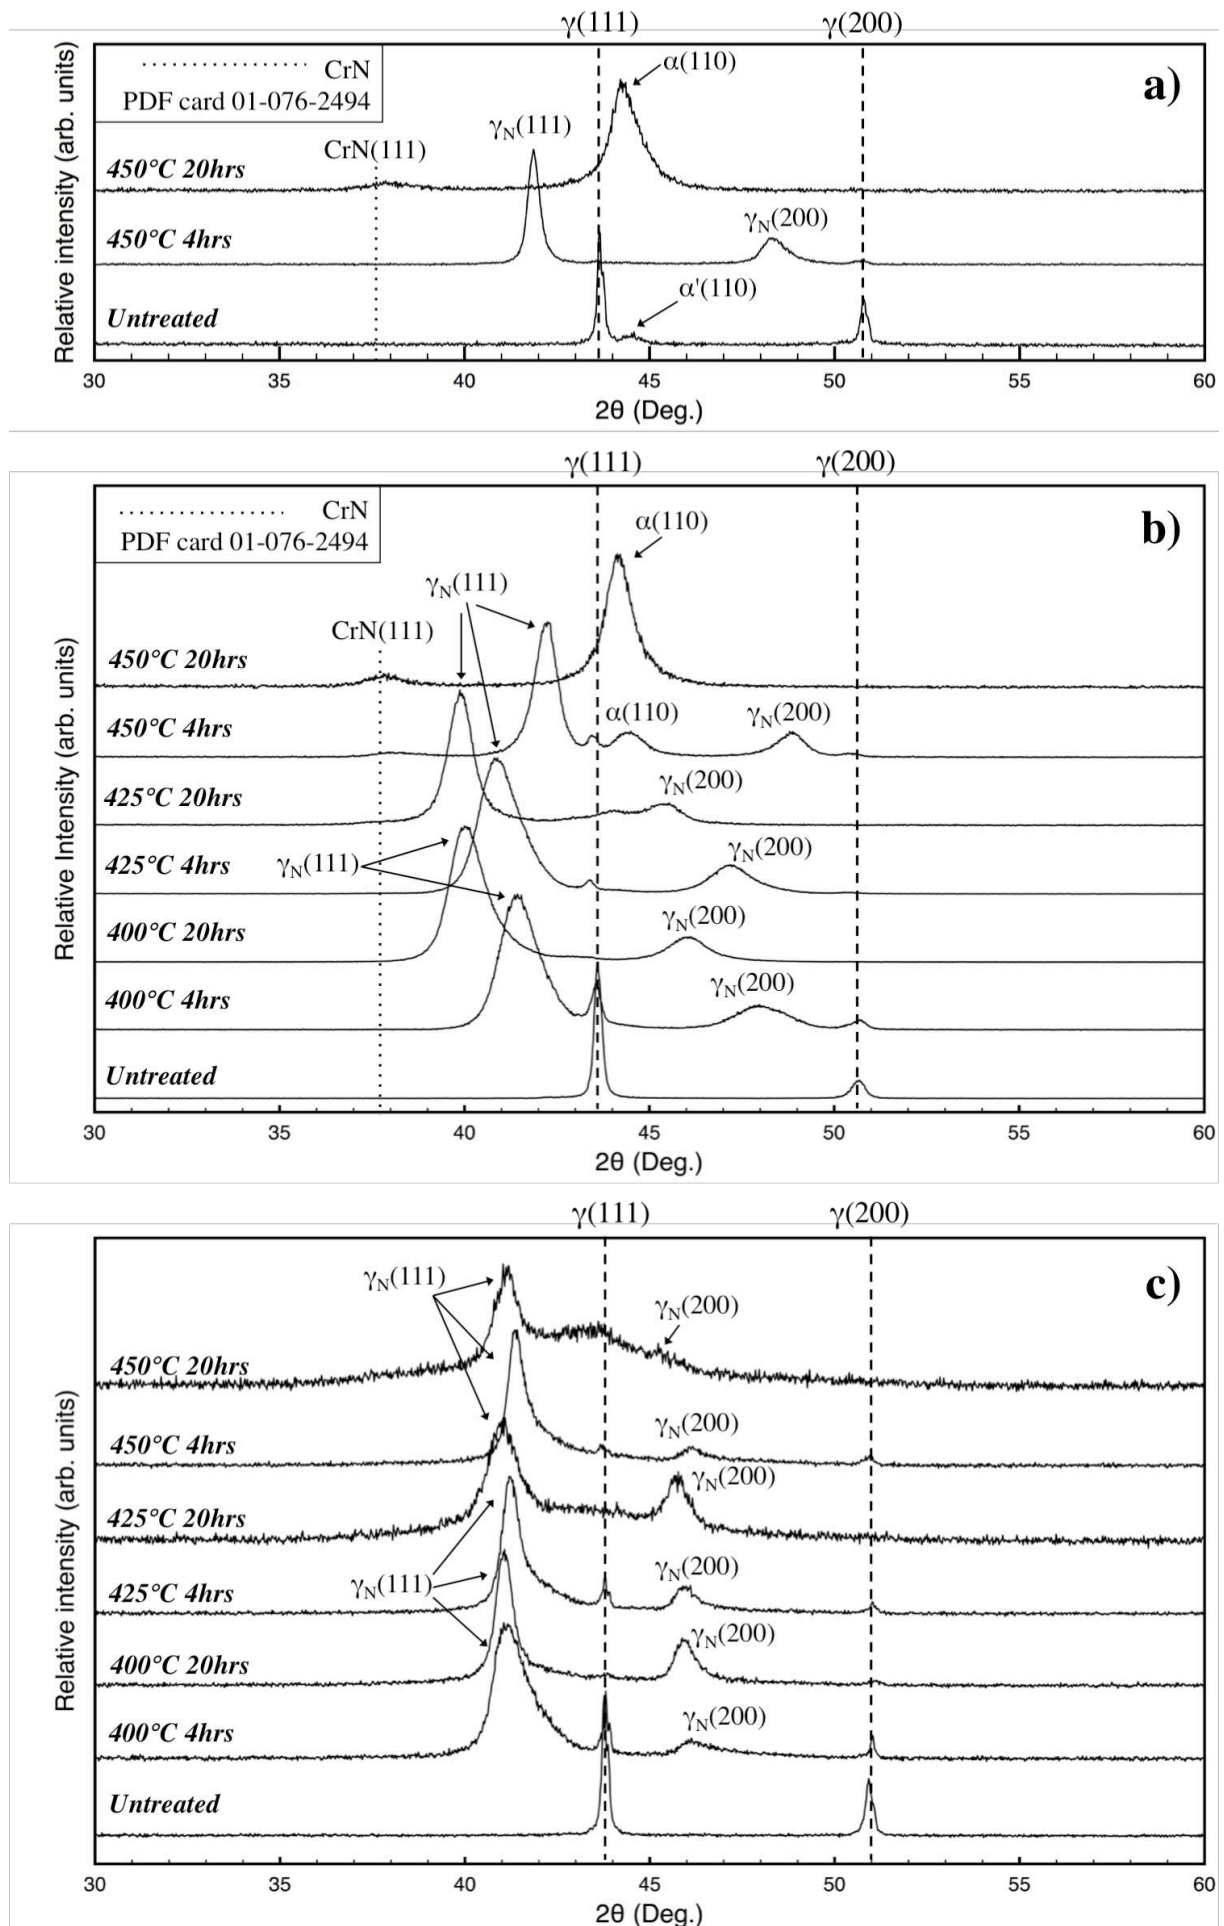 γ(111) γ(200)
a)
CrN
PDF card 01-076-2494
α(110)
γN(111)
CrN(111)
450°C 20hrs
γN(200)
450°C 4hrs
α'(110)
Untreated
Relative intensity (arb. units)
30 35 40 45 50 55 60
2θ (Deg.)
γ(111) γ(200)
b)
CrN
PDF card 01-076-2494
α(110)
γN(111)
CrN(111)
450°C 20hrs
α(110)
γN(200)
450°C 4hrs
γN(200)
425°C 20hrs
γN(200)
γN(111)
425°C 4hrs
γN(200)
400°C 20hrs
γN(200)
400°C 4hrs
Untreated
Relative Intensity (arb. units)
30 35 40 45 50 55 60
2θ (Deg.)
γ(111) γ(200)
c)
γN(111)
γN(200)
450°C 20hrs
γN(200)
450°C 4hrs
γN(200)
425°C 20hrs
γN(200)
γN(111)
425°C 4hrs
γN(200)
400°C 20hrs
γN(200)
400°C 4hrs
Untreated
Relative intensity (arb. units)
30 35 40 45 50 55 60
2θ (Deg.)